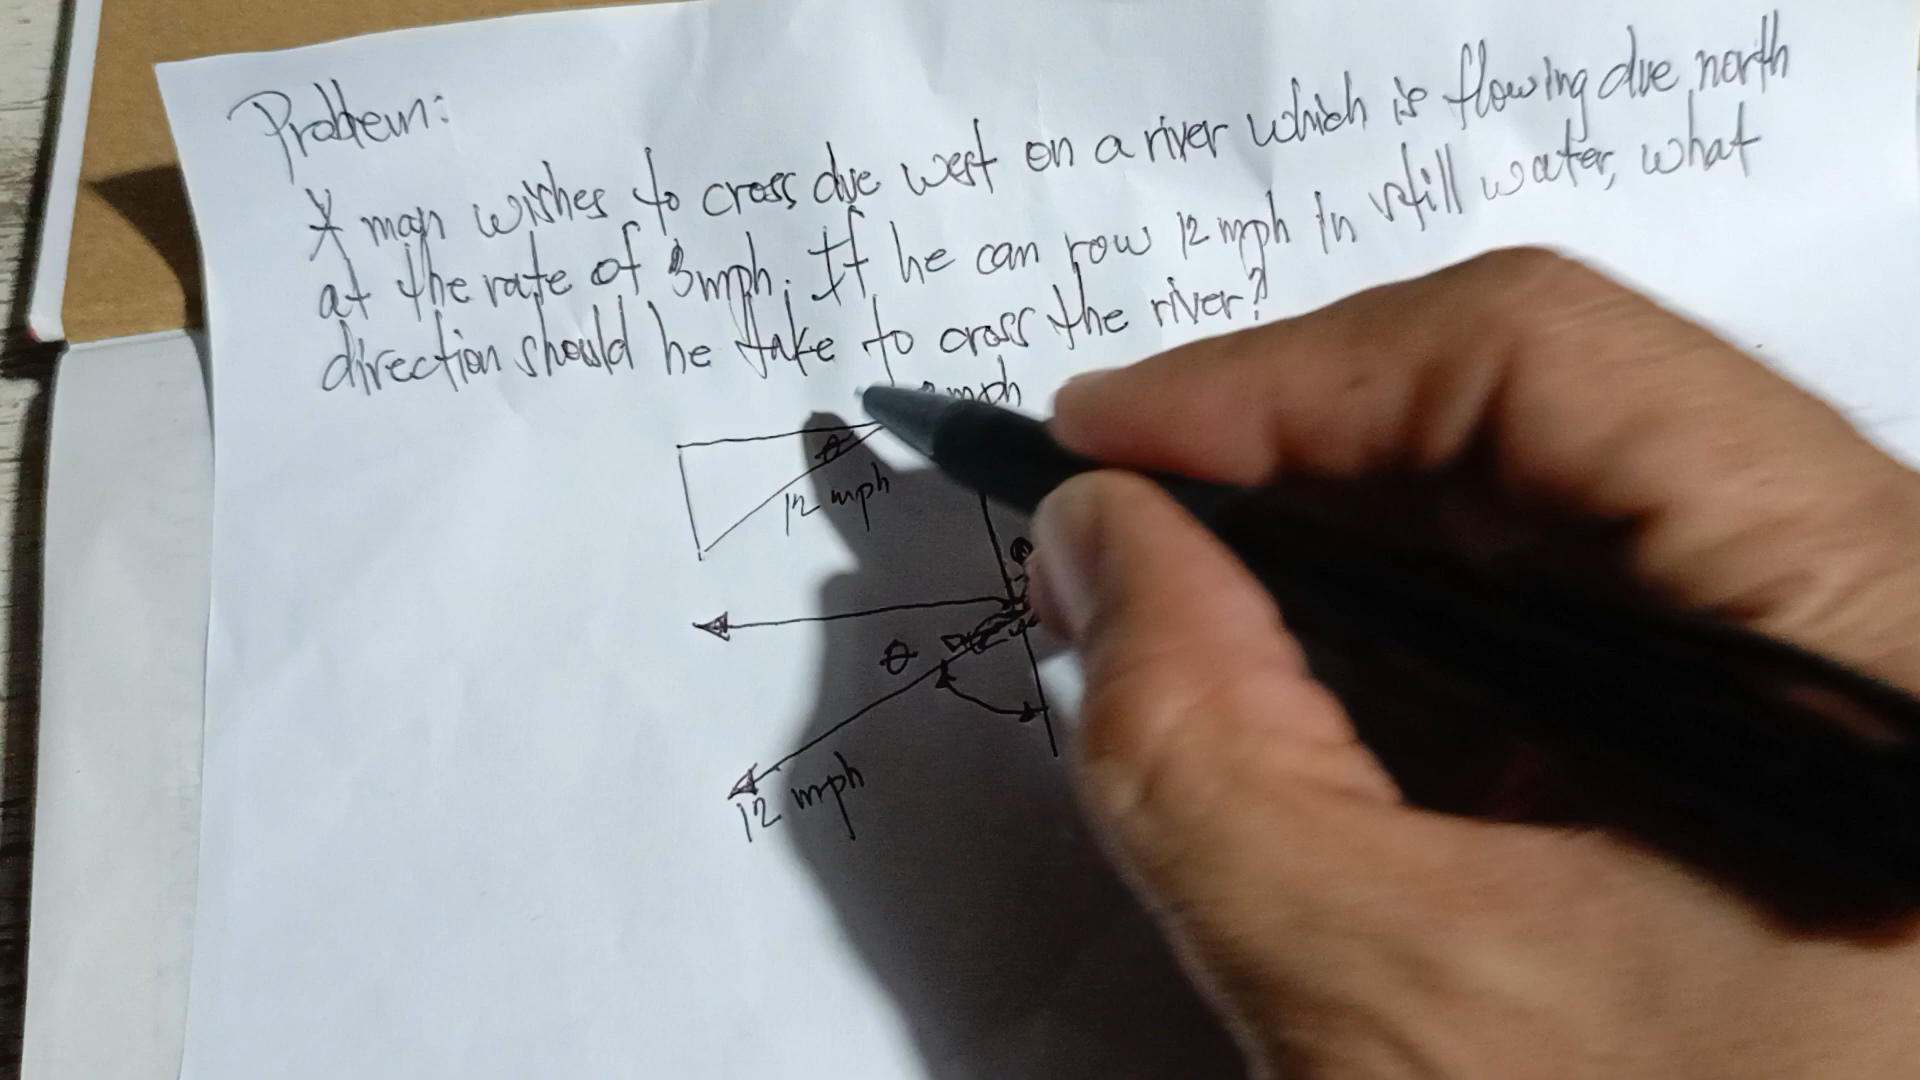 Problem:
A man wishes to cross due west on a river which is flowing due north
at the rate of 3mph. If he can row 12 mph in still water, what
direction should he take to cross the river?
mph
θ
12 mph
θ
12 mph